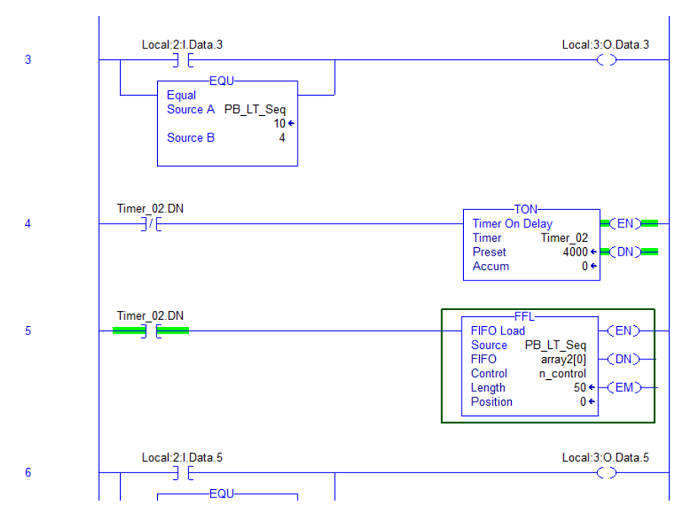 Local:2:I.Data.3 Local:3:O.Data.3
3
EQU
Equal
Source A PB_LT_Seq
10
Source B 4
Timer_02.DN
4
TON
Timer On Delay EN
Timer Timer_02
Preset 4000 DN
Accum 0
Timer_02.DN
5
FFL
FIFO Load EN
Source PB_LT_Seq
FIFO array2[0] DN
Control n_control
Length 50 EM
Position 0
Local:2:I.Data.5 Local:3:O.Data.5
6
EQU